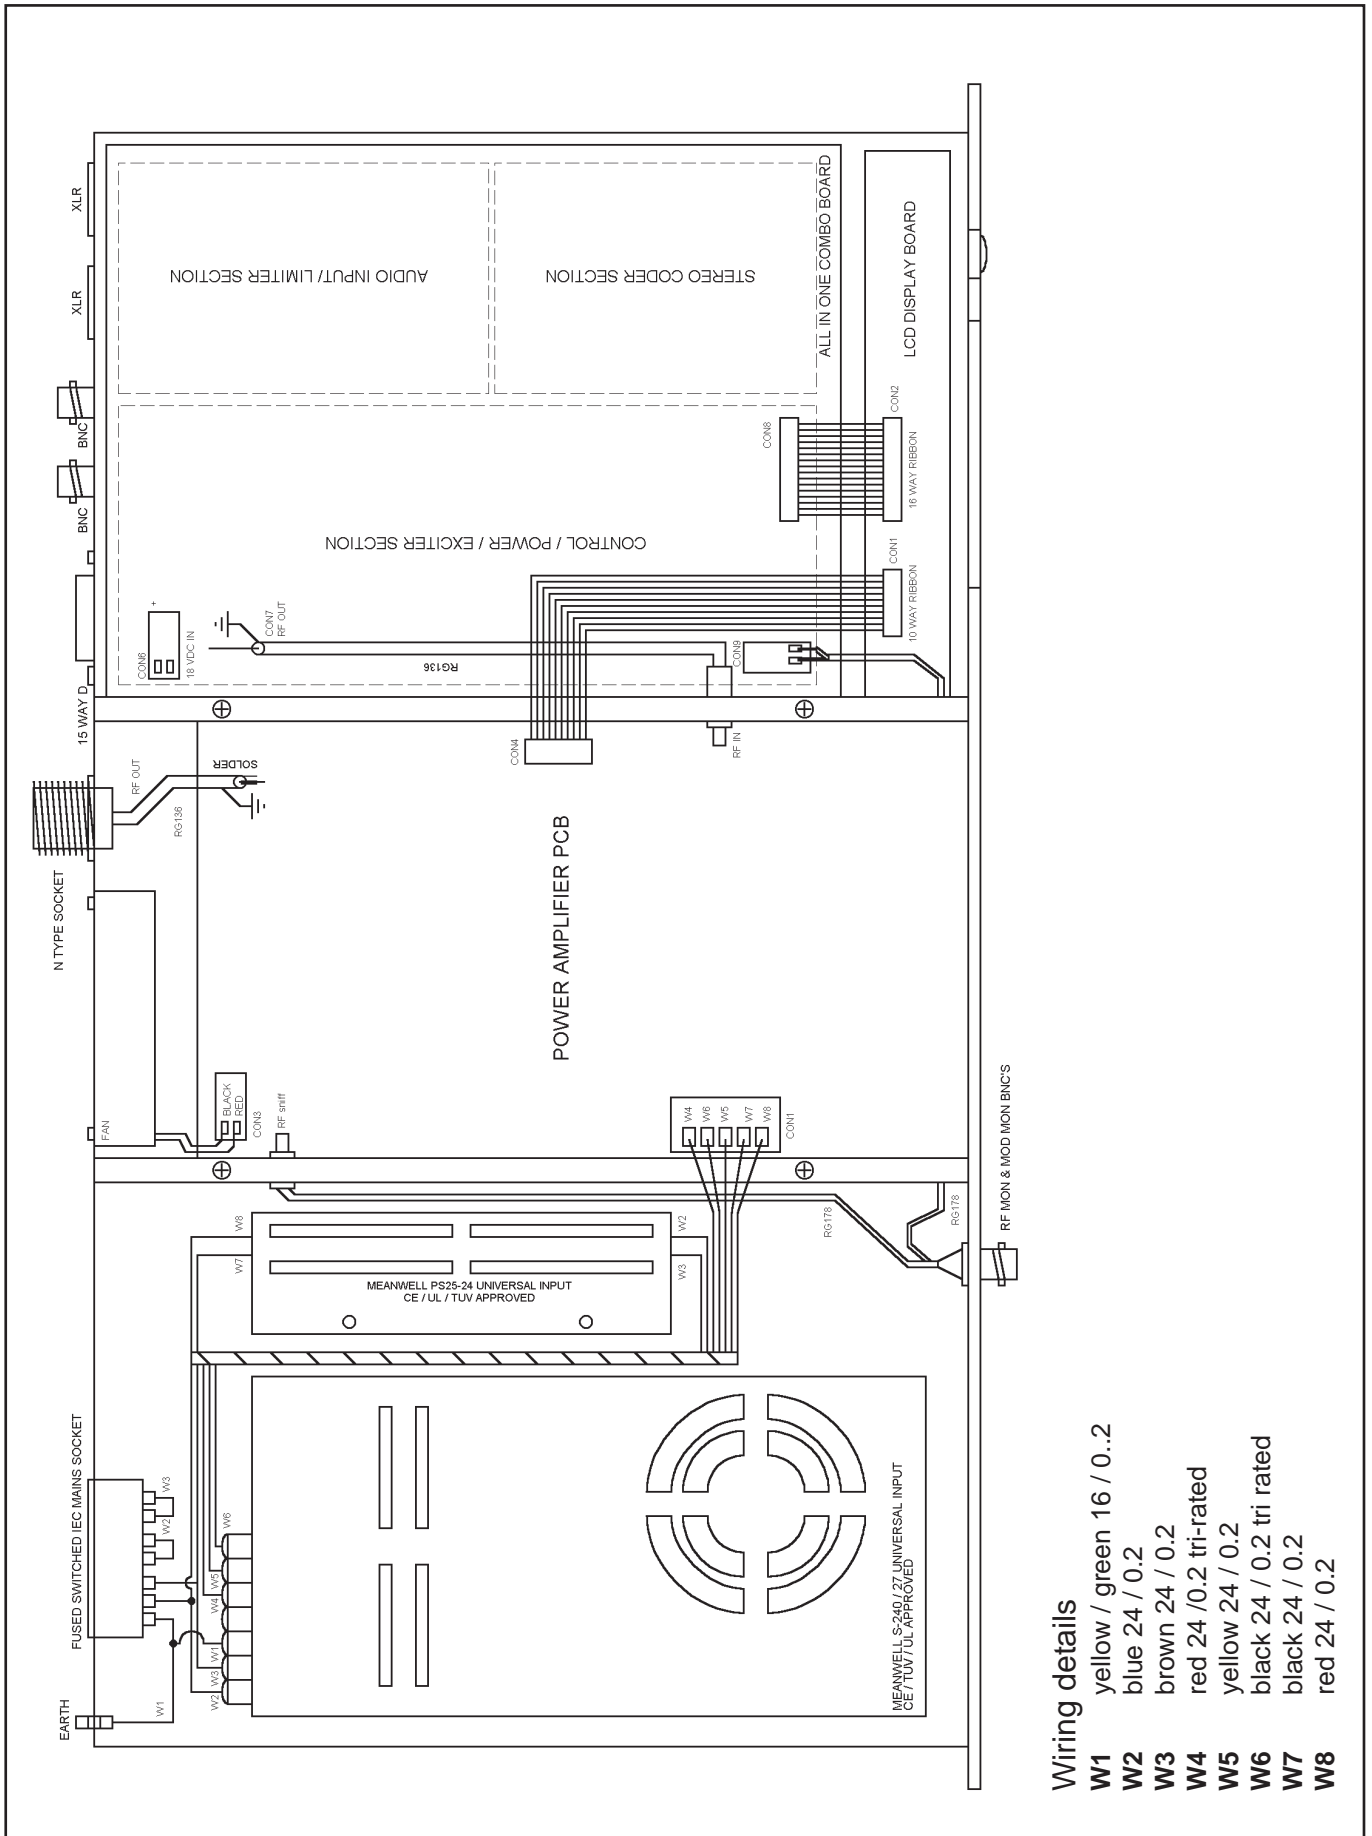 EARTH
W1
FUSED SWITCHED IEC MAINS SOCKET
W2
W3
W2
W3
W1
W4
W5
W6
MEANWELL S-240 / 27 UNIVERSAL INPUT
CE / TUV / UL APPROVED
W7
W8
MEANWELL PS25-24 UNIVERSAL INPUT
CE / UL / TUV APPROVED
W3
W2
RG178
RG178
RF MON & MOD MON BNC'S
FAN
BLACK
RED
CON3
RF sniff
W4
W6
W5
W7
W8
CON1
N TYPE SOCKET
RF OUT
RG136
SOLDER
POWER AMPLIFIER PCB
CON4
RF IN
15 WAY D
BNC
BNC
XLR
XLR
CON6
+
18 VDC IN
CON7
RF OUT
RG136
CON9
CONTROL / POWER / EXCITER SECTION
AUDIO INPUT/ LIMITER SECTION
STEREO CODER SECTION
ALL IN ONE COMBO BOARD
CON8
CON1
10 WAY RIBBON
CON2
16 WAY RIBBON
LCD DISPLAY BOARD
Wiring details
W1 yellow / green 16 / 0..2
W2 blue 24 / 0.2
W3 brown 24 / 0.2
W4 red 24 /0.2 tri-rated
W5 yellow 24 / 0.2
W6 black 24 / 0.2 tri rated
W7 black 24 / 0.2
W8 red 24 / 0.2